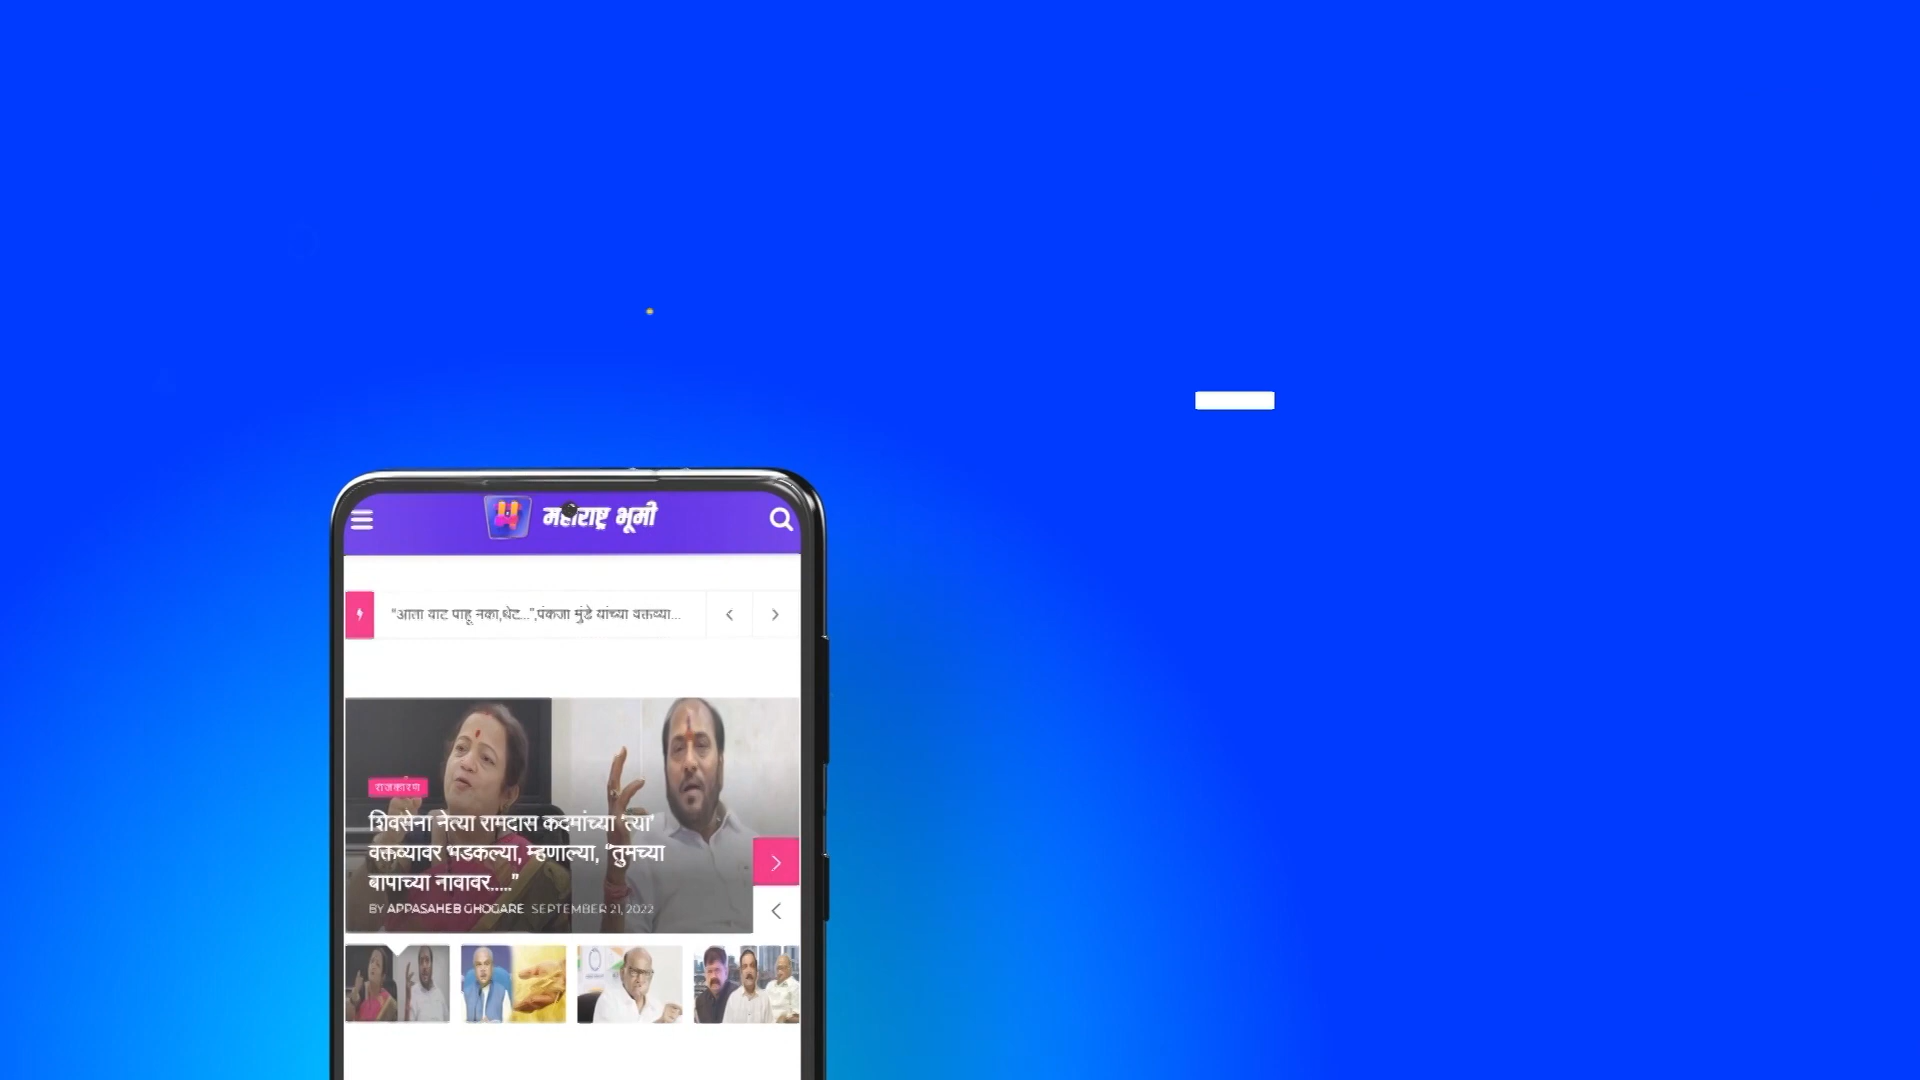 महाराष्ट्र भूमी
“आता वाट पाहू नका,थेट...”,पंकजा मुंडे यांच्या वक्तव्या...
राजकारण
शिवसेना नेत्या रामदास कदमांच्या ‘त्या’
वक्तव्यावर भडकल्या, म्हणाल्या, “तुमच्या
बापाच्या नावावर.....”
BY APPASAHEB GHOGARE SEPTEMBER 21, 2022